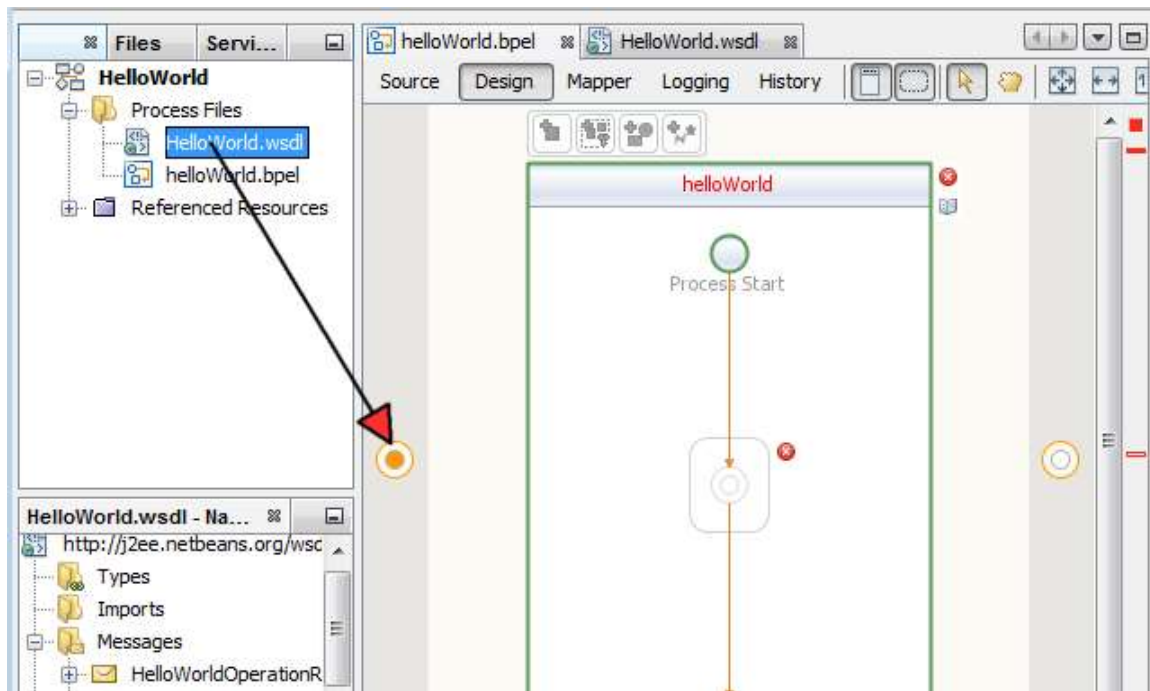 Files Servi...
HelloWorld
Process Files
HelloWorld.wsdl
helloWorld.bpel
Referenced Resources
HelloWorld.wsdl - Na...
http://j2ee.netbeans.org/wsd
Types
Imports
Messages
HelloWorldOperationR
helloWorld.bpel HelloWorld.wsdl
Source Design Mapper Logging History
helloWorld
Process Start